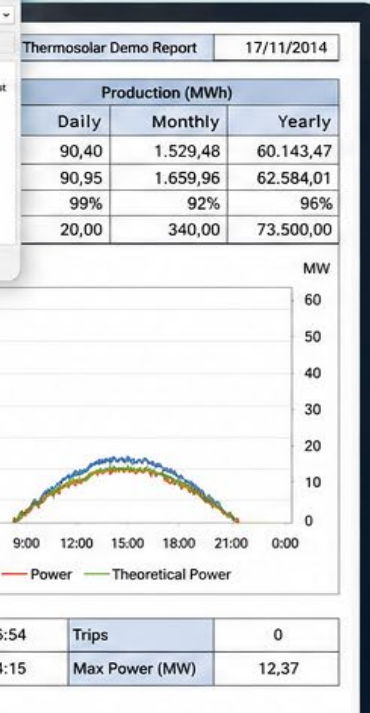 Thermosolar Demo Report 17/11/2014
Production (MWh)
Daily Monthly Yearly
90,40 1.529,48 60.143,47
90,95 1.659,96 62.584,01
99% 92% 96%
20,00 340,00 73.500,00
MW
60
50
40
30
20
10
0
9:00 12:00 15:00 18:00 21:00 0:00
Power Theoretical Power
:54 Trips 0
:15 Max Power (MW) 12,37